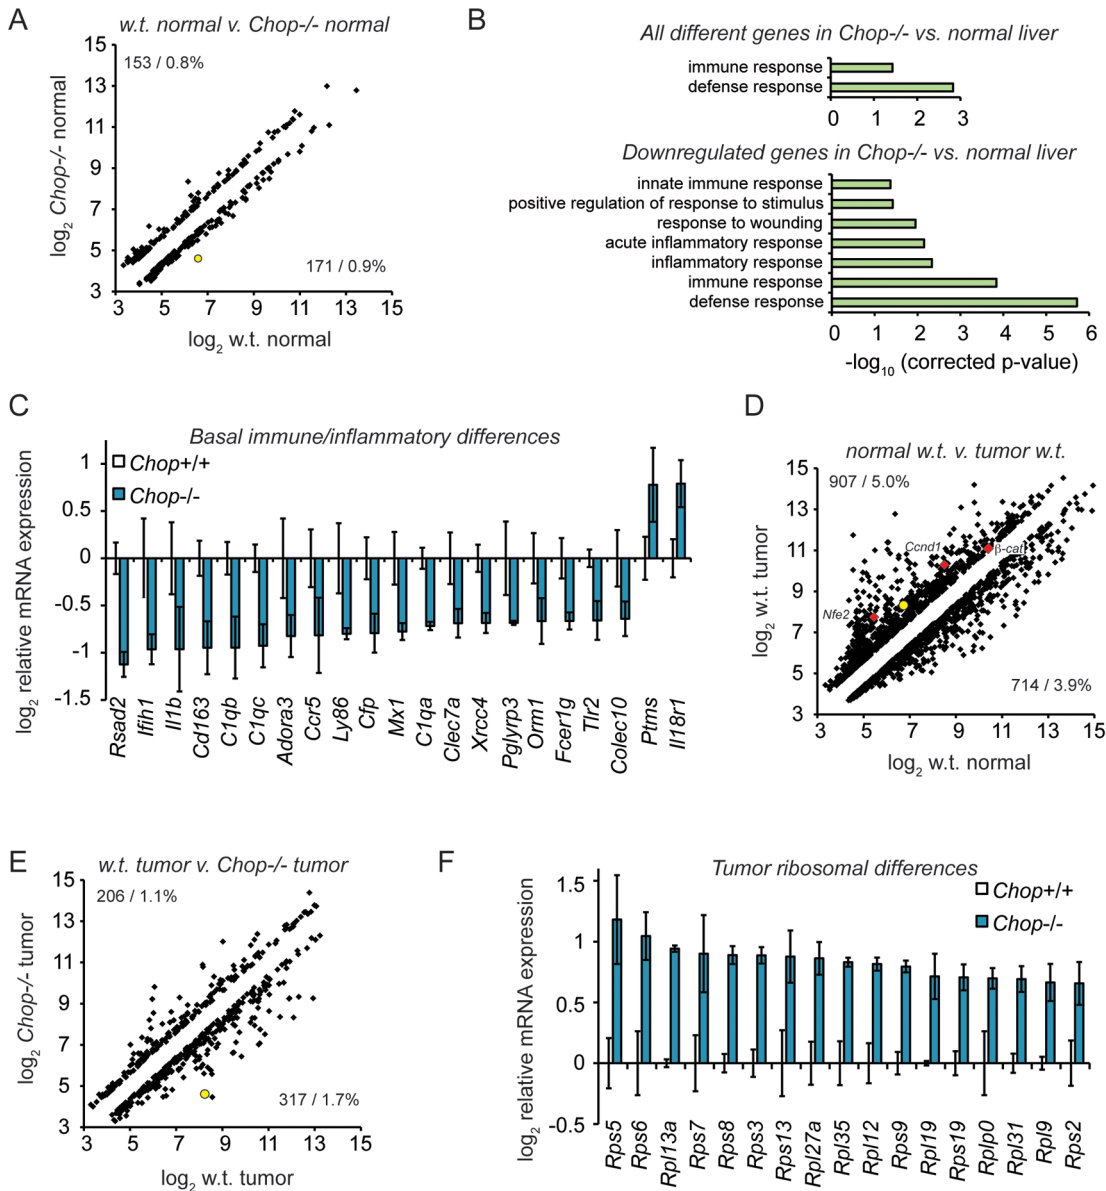 A
w.t. normal v. Chop-/- normal
15
13
11
9
7
5
3
log2 Chop-/- normal
153 / 0.8%
171 / 0.9%
3 5 7 9 11 13 15
log2 w.t. normal
B
All different genes in Chop-/- vs. normal liver
immune response
defense response
0 1 2 3
Downregulated genes in Chop-/- vs. normal liver
innate immune response
positive regulation of response to stimulus
response to wounding
acute inflammatory response
inflammatory response
immune response
defense response
0 1 2 3 4 5 6
-log10 (corrected p-value)
C
Basal immune/inflammatory differences
log2 relative mRNA expression
1
0.5
0
-0.5
-1
-1.5
Chop+/+
Chop-/-
Rsad2
Ifih1
Il1b
Cd163
C1qb
C1qc
Adora3
Ccr5
Ly86
Cfp
Mx1
C1qa
Clec7a
Xrcc4
Pglyrp3
Orm1
Fcer1g
Tlr2
Colec10
Ptms
Il18r1
D
normal w.t. v. tumor w.t.
15
13
11
9
7
5
3
log2 w.t. tumor
907 / 5.0%
Ccnd1
β-cat
Nfe2
714 / 3.9%
3 5 7 9 11 13 15
log2 w.t. normal
E
w.t. tumor v. Chop-/- tumor
15
13
11
9
7
5
3
log2 Chop-/- tumor
206 / 1.1%
317 / 1.7%
3 5 7 9 11 13 15
log2 w.t. tumor
F
Tumor ribosomal differences
log2 relative mRNA expression
1.5
1
0.5
0
-0.5
Chop+/+
Chop-/-
Rps5
Rps6
Rpl13a
Rps7
Rps8
Rps3
Rps13
Rpl27a
Rpl35
Rpl12
Rps9
Rpl19
Rps19
Rplp0
Rpl31
Rpl9
Rps2